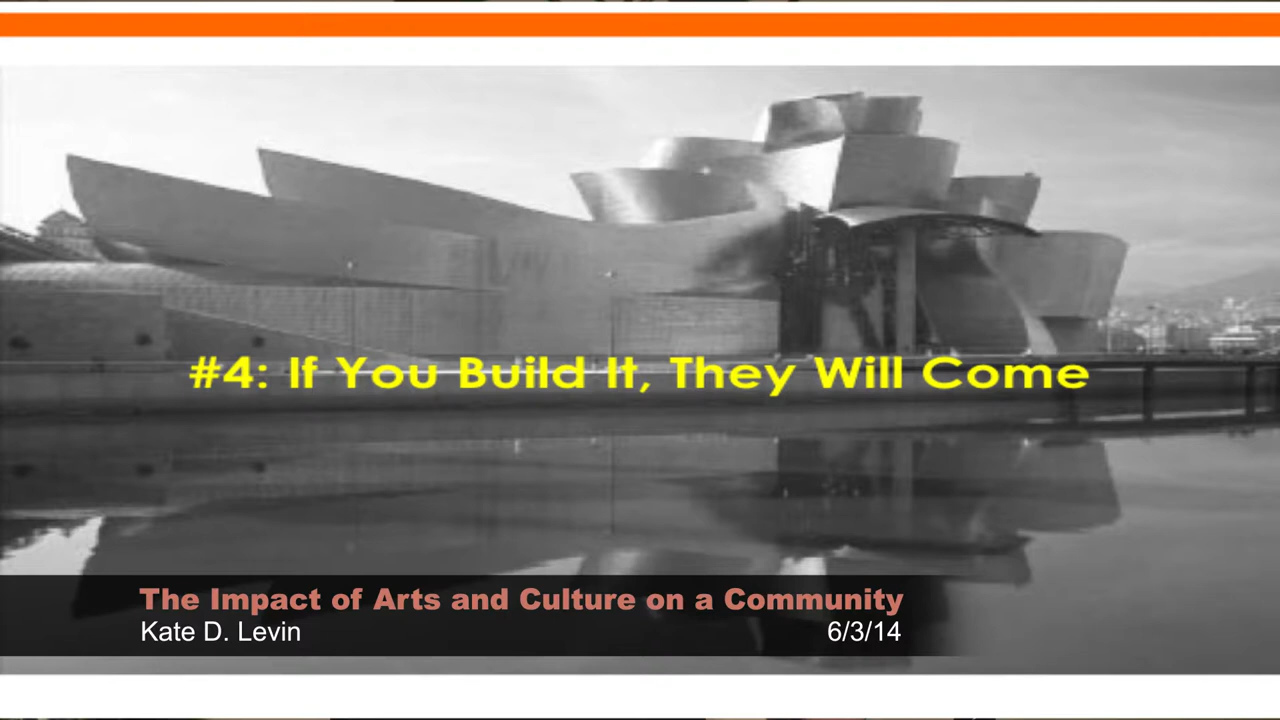 #4: If You Build It, They Will Come
The Impact of Arts and Culture on a Community
Kate D. Levin 6/3/14